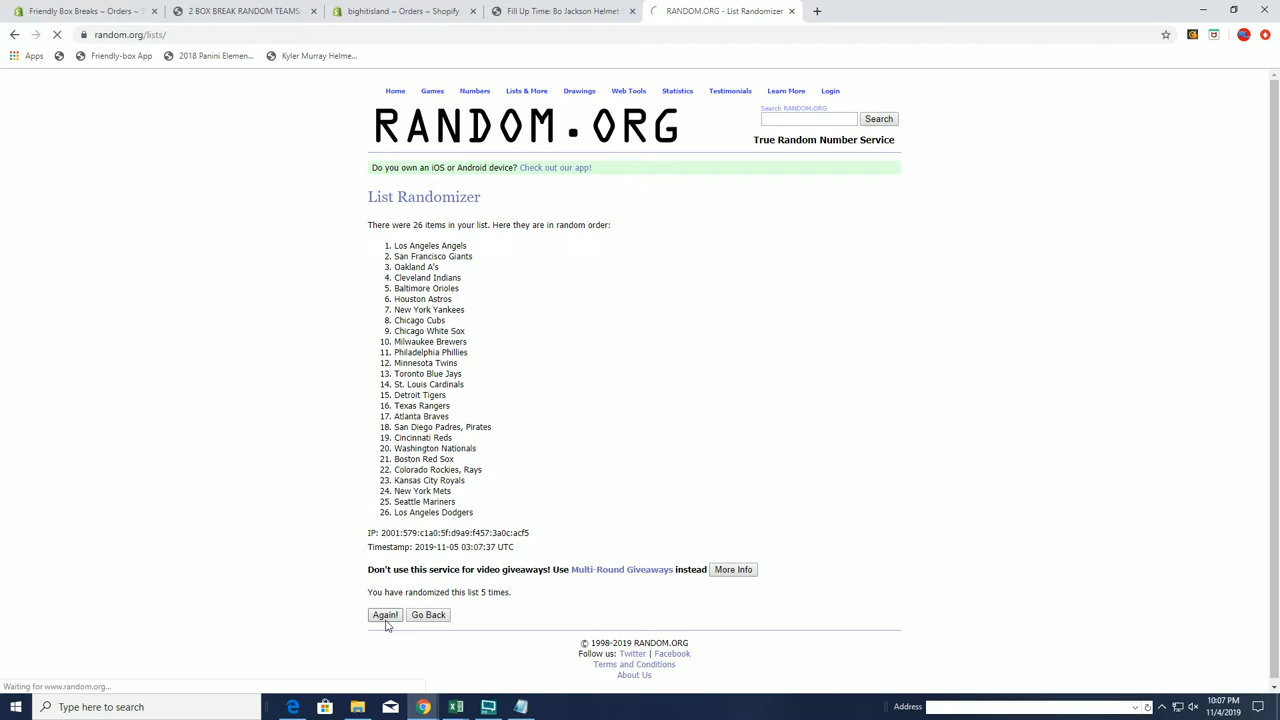 Friendly Box Breaks ~ Shopify
2 BOX BREAK RANDOM TEAMS:
bighitisland ~ Orders ~ Shopify
Fill Up Time: Bo Jackson Helmet
RANDOM.ORG - List Randomizer
random.org/lists/
Apps
Friendly-box App
2018 Panini Elemen...
Kyler Murray Helme...
Home
Games
Numbers
Lists & More
Drawings
Web Tools
Statistics
Testimonials
Learn More
Login
RANDOM.ORG
Search RANDOM.ORG
Search
True Random Number Service
Do you own an iOS or Android device? Check out our app!
List Randomizer
There were 26 items in your list. Here they are in random order:
1. Los Angeles Angels
2. San Francisco Giants
3. Oakland A's
4. Cleveland Indians
5. Baltimore Orioles
6. Houston Astros
7. New York Yankees
8. Chicago Cubs
9. Chicago White Sox
10. Milwaukee Brewers
11. Philadelphia Phillies
12. Minnesota Twins
13. Toronto Blue Jays
14. St. Louis Cardinals
15. Detroit Tigers
16. Texas Rangers
17. Atlanta Braves
18. San Diego Padres, Pirates
19. Cincinnati Reds
20. Washington Nationals
21. Boston Red Sox
22. Colorado Rockies, Rays
23. Kansas City Royals
24. New York Mets
25. Seattle Mariners
26. Los Angeles Dodgers
IP: 2001:579:c1a0:5f:d9a9:f457:3a0c:acf5
Timestamp: 2019-11-05 03:07:37 UTC
Don't use this service for video giveaways! Use Multi-Round Giveaways instead More Info
You have randomized this list 5 times.
Again! Go Back
© 1998-2019 RANDOM.ORG
Follow us: Twitter | Facebook
Terms and Conditions
About Us
Waiting for www.random.org...
Type here to search
Address
10:07 PM
11/4/2019